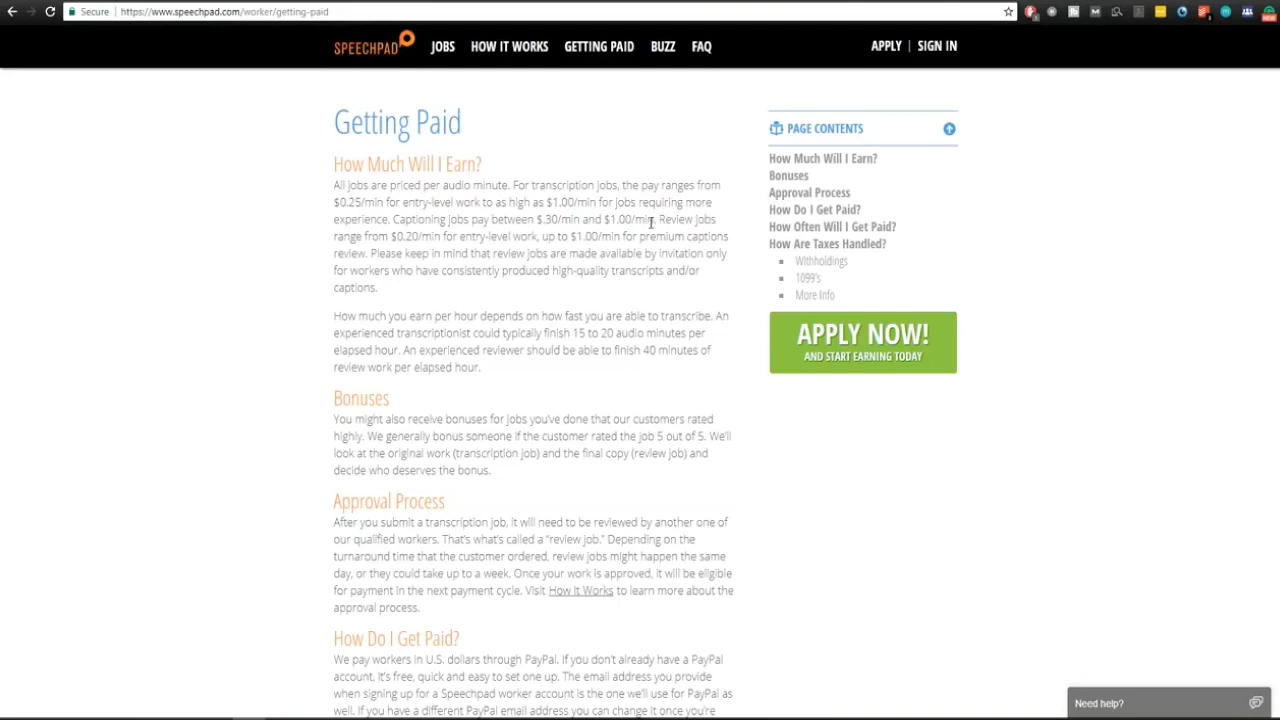 Secure
https://www.speechpad.com/worker/getting-paid
SPEECHPAD
JOBS
HOW IT WORKS
GETTING PAID
BUZZ
FAQ
APPLY | SIGN IN
Getting Paid
How Much Will I Earn?
All jobs are priced per audio minute. For transcription jobs, the pay ranges from
$0.25/min for entry-level work to as high as $1.00/min for jobs requiring more
experience. Captioning jobs pay between $.30/min and $1.00/min. Review jobs
range from $0.20/min for entry-level work, up to $1.00/min for premium captions
review. Please keep in mind that review jobs are made available by invitation only
for workers who have consistently produced high-quality transcripts and/or
captions.
How much you earn per hour depends on how fast you are able to transcribe. An
experienced transcriptionist could typically finish 15 to 20 audio minutes per
elapsed hour. An experienced reviewer should be able to finish 40 minutes of
review work per elapsed hour.
Bonuses
You might also receive bonuses for jobs you've done that our customers rated
highly. We generally bonus someone if the customer rated the job 5 out of 5. We'll
look at the original work (transcription job) and the final copy (review job) and
decide who deserves the bonus.
Approval Process
After you submit a transcription job, it will need to be reviewed by another one of
our qualified workers. That's what's called a "review job." Depending on the
turnaround time that the customer ordered, review jobs might happen the same
day, or they could take up to a week. Once your work is approved, it will be eligible
for payment in the next payment cycle. Visit How It Works to learn more about the
approval process.
How Do I Get Paid?
We pay workers in U.S. dollars through PayPal. If you don't already have a PayPal
account, it's free, quick and easy to set one up. The email address you provide
when signing up for a Speechpad worker account is the one we'll use for PayPal as
well. If you have a different PayPal email address you can change it once you're
PAGE CONTENTS
How Much Will I Earn?
Bonuses
Approval Process
How Do I Get Paid?
How Often Will I Get Paid?
How Are Taxes Handled?
Withholdings
1099's
More Info
APPLY NOW!
AND START EARNING TODAY
Need help?